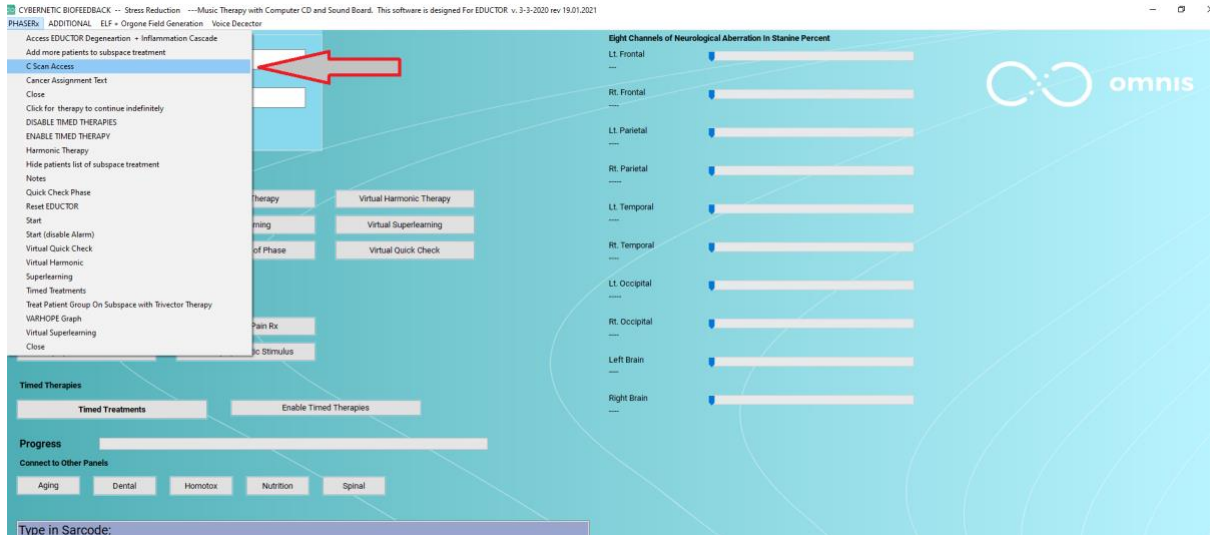 CYBERNETIC BIOFEEDBACK -- Stress Reduction ---Music Therapy with Computer CD and Sound Board. This software is designed For EDUCTOR v. 3-3-2020 rev 19.01.2021
PHASERx ADDITIONAL ELF + Orgone Field Generation Voice Decector
Access EDUCTOR Degeneartion + Inflammation Cascade
Add more patients to subspace treatment
C Scan Access
Cancer Assignment Text
Close
Click for therapy to continue indefinitely
DISABLE TIMED THERAPIES
ENABLE TIMED THERAPY
Harmonic Therapy
Hide patients list of subspace treatment
Notes
Quick Check Phase
Reset EDUCTOR
Start
Start (disable Alarm)
Virtual Quick Check
Virtual Harmonic
Superlearning
Timed Treatments
Treat Patient Group On Subspace with Trivector Therapy
VARHOPE Graph
Virtual Superlearning
Close
Therapy Virtual Harmonic Therapy
rning Virtual Superlearning
of Phase Virtual Quick Check
Pain Rx
ic Stimulus
Timed Therapies
Timed Treatments Enable Timed Therapies
Progress
Connect to Other Panels
Aging Dental Homotox Nutrition Spinal
Type in Sarcode:
Eight Channels of Neurological Aberration In Stanine Percent
Lt. Frontal
---
Rt. Frontal
----
Lt. Parietal
----
Rt. Parietal
-----
Lt. Temporal
----
Rt. Temporal
----
Lt. Occipital
-----
Rt. Occipital
----
Left Brain
----
Right Brain
----
omnis